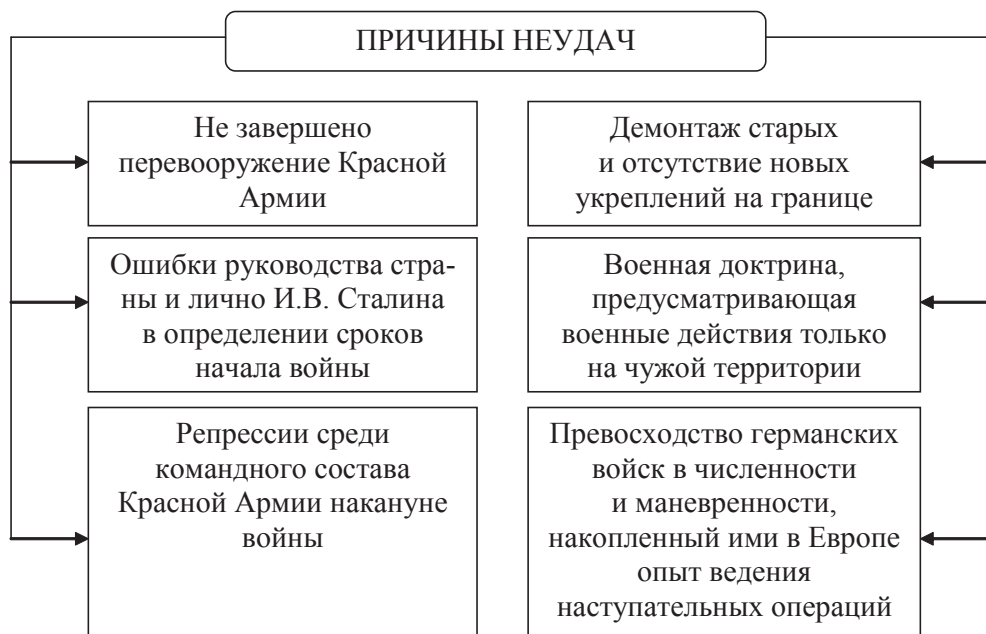 ПРИЧИНЫ НЕУДАЧ
Не завершено
перевооружение Красной
Армии
Демонтаж старых
и отсутствие новых
укреплений на границе
Ошибки руководства стра-
ны и лично И.В. Сталина
в определении сроков
начала войны
Военная доктрина,
предусматривающая
военные действия только
на чужой территории
Репрессии среди
командного состава
Красной Армии накануне
войны
Превосходство германских
войск в численности
и маневренности,
накопленный ими в Европе
опыт ведения
наступательных операций